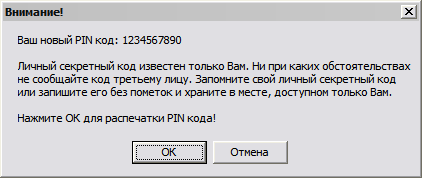 Внимание!
Ваш новый PIN код: 1234567890
Личный секретный код известен только Вам. Ни при каких обстоятельствах
не сообщайте код третьему лицу. Запомните свой личный секретный код
или запишите его без пометок и храните в месте, доступном только Вам.
Нажмите ОК для распечатки PIN кода!
OK
Отмена